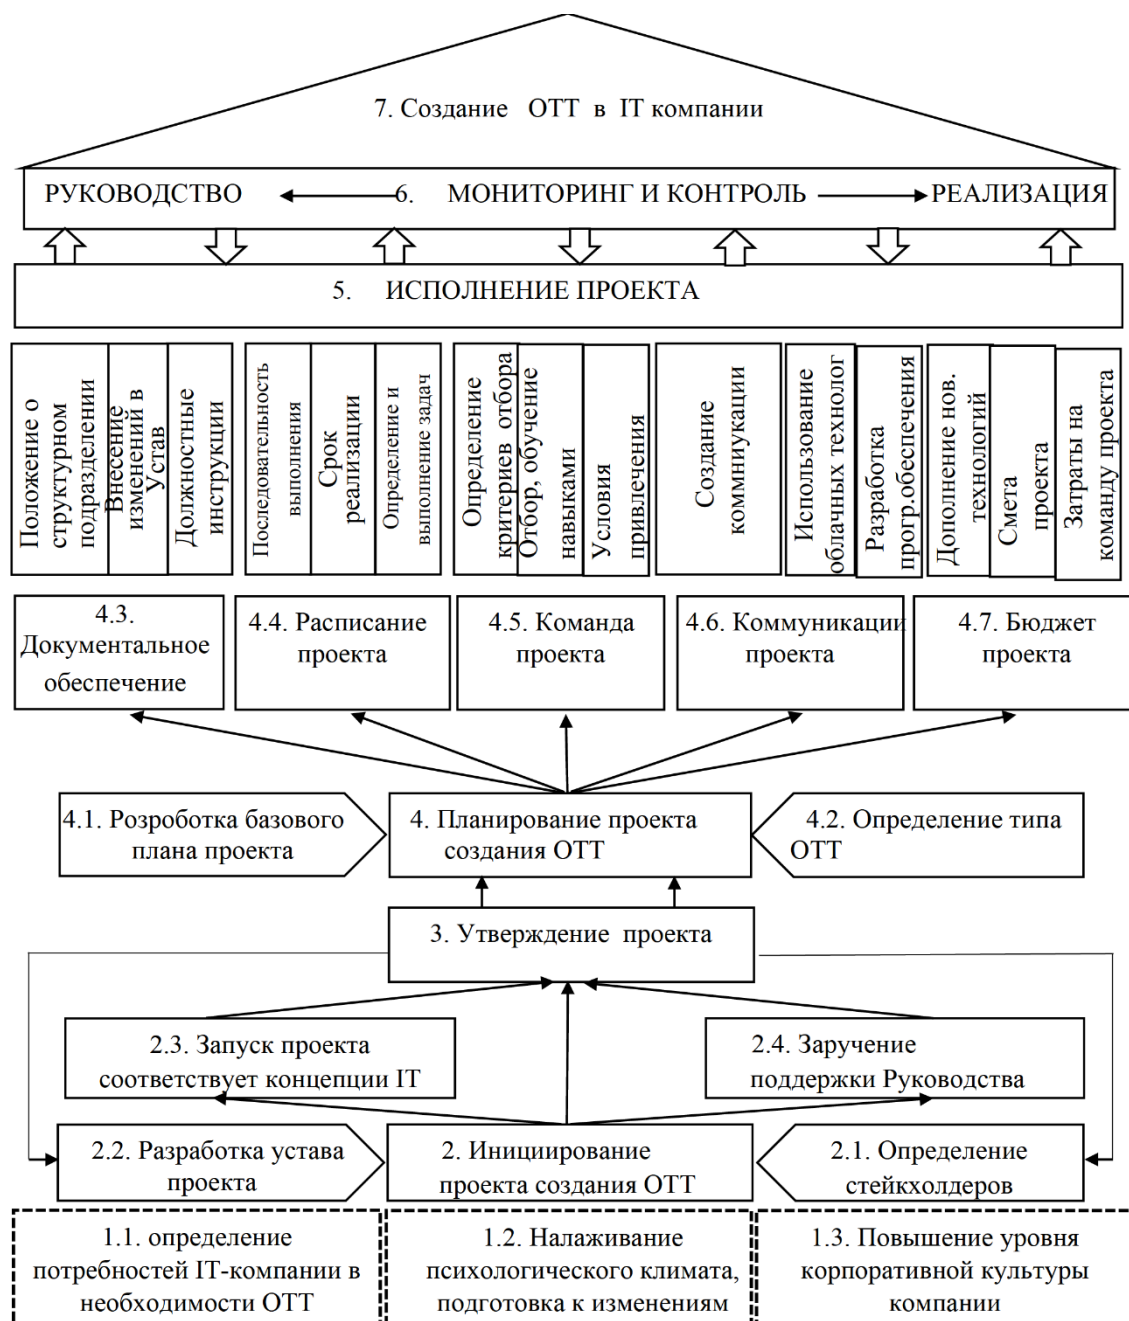 7. Создание ОТТ в IT компании
РУКОВОДСТВО
6. МОНИТОРИНГ И КОНТРОЛЬ
РЕАЛИЗАЦИЯ
5. ИСПОЛНЕНИЕ ПРОЕКТА
Положение о
структурном
подразделении
Внесение
изменений в
Устав
Должностные
инструкции
Последовательность
выполнения
Срок
реализации
Определение и
выполнение задач
Определение
критериев отбора
Отбор, обучение
навыками
Условия
привлечения
Создание
коммникации
Использование
облачных технолог
Разработка
прогр.обеспечения
Дополнение нов.
технологий
Смета
проекта
Затраты на
команду проекта
4.3.
Документальное
обеспечение
4.4. Расписание
проекта
4.5. Команда
проекта
4.6. Коммуникации
проекта
4.7. Бюджет
проекта
4.1. Розроботка базового
плана проекта
4. Планирование проекта
создания ОТТ
4.2. Определение типа
ОТТ
3. Утверждение проекта
2.3. Запуск проекта
соответствует концепции IT
2.4. Заручение
поддержки Руководства
2.2. Разработка устава
проекта
2. Инициирование
проекта создания ОТТ
2.1. Определение
стейкхолдеров
1.1. определение
потребностей IT-компании в
необходимости ОТТ
1.2. Налаживание
психологического климата,
подготовка к изменениям
1.3. Повышение уровня
корпоративной культуры
компании